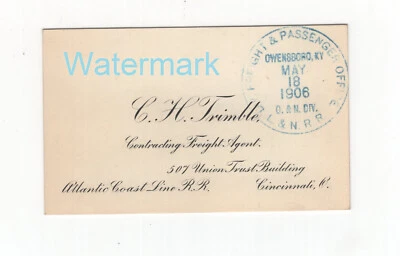 Watermark
FREIGHT & PASSENGER OFFICE
OWENSBORO, KY
MAY
18
1906
O. & N. DIV.
L. & N. R. R.
C. H. Trimble,
Contracting Freight Agent.
507 Union Trust Building
Atlantic Coast Line R.R. Cincinnati, O.